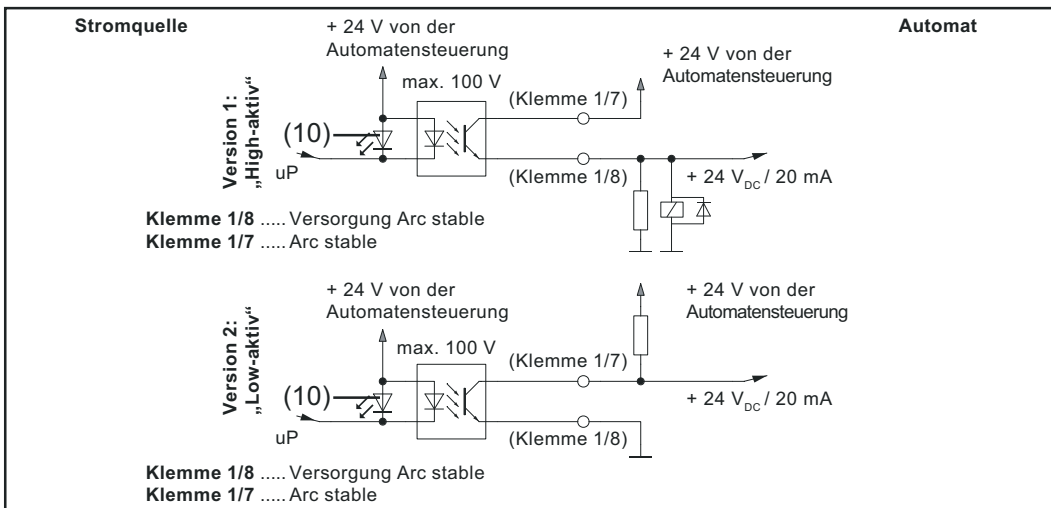 Stromquelle
Automat
+ 24 V von der
Automatensteuerung
+ 24 V von der
Automatensteuerung
max. 100 V
(Klemme 1/7)
Version 1:
„High-aktiv“
(10)
uP
(Klemme 1/8)
+ 24 VDC / 20 mA
Klemme 1/8 ..... Versorgung Arc stable
Klemme 1/7 ..... Arc stable
+ 24 V von der
Automatensteuerung
+ 24 V von der
Automatensteuerung
max. 100 V
(Klemme 1/7)
Version 2:
„Low-aktiv“
(10)
+ 24 VDC / 20 mA
uP
(Klemme 1/8)
Klemme 1/8 ..... Versorgung Arc stable
Klemme 1/7 ..... Arc stable